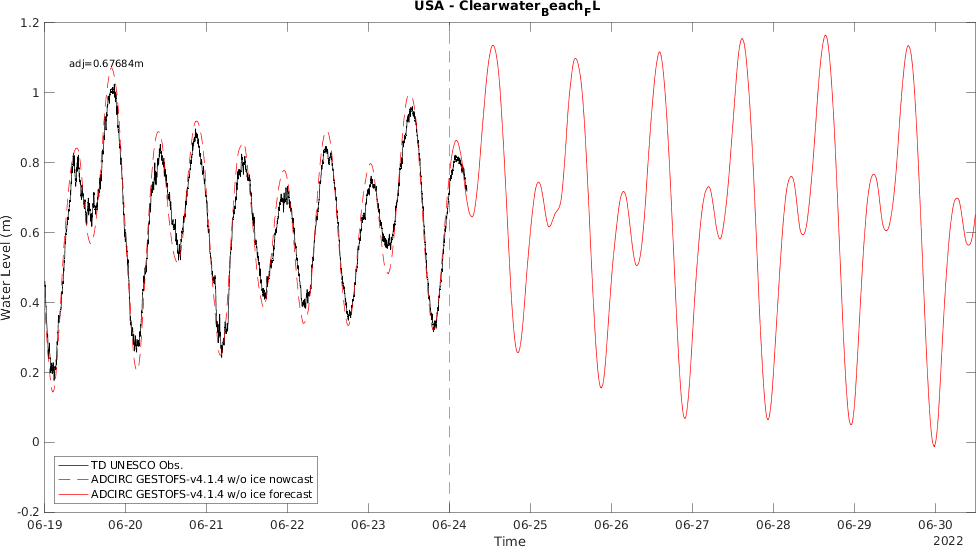 USA - Clearwater_Beach_FL
adj=0.67684m
1.2
1
0.8
0.6
0.4
0.2
0
-0.2
Water Level (m)
TD UNESCO Obs.
ADCIRC GESTOFS-v4.1.4 w/o ice nowcast
ADCIRC GESTOFS-v4.1.4 w/o ice forecast
06-19 06-20 06-21 06-22 06-23 06-24 06-25 06-26 06-27 06-28 06-29 06-30
Time
2022